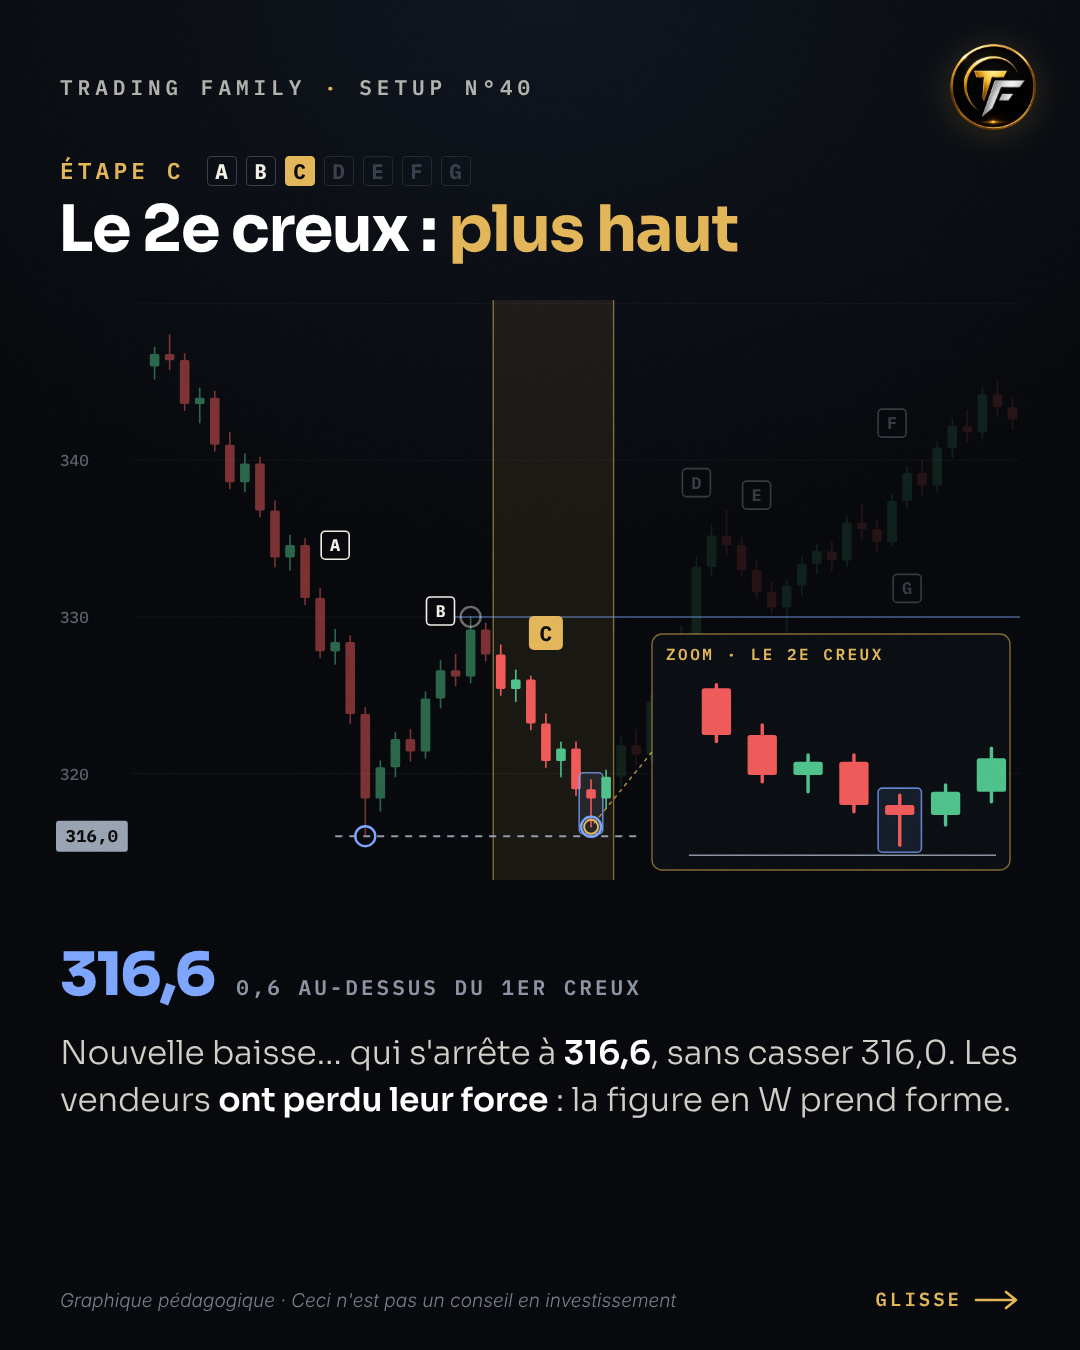 TRADING FAMILY · SETUP N°40
TF
ÉTAPE C A B C D E F G
Le 2e creux : plus haut
340
330
320
316,0
A
B
C
D
E
F
G
ZOOM · LE 2E CREUX
316,6 0,6 AU-DESSUS DU 1ER CREUX
Nouvelle baisse... qui s'arrête à 316,6, sans casser 316,0. Les
vendeurs ont perdu leur force : la figure en W prend forme.
Graphique pédagogique · Ceci n'est pas un conseil en investissement
GLISSE →